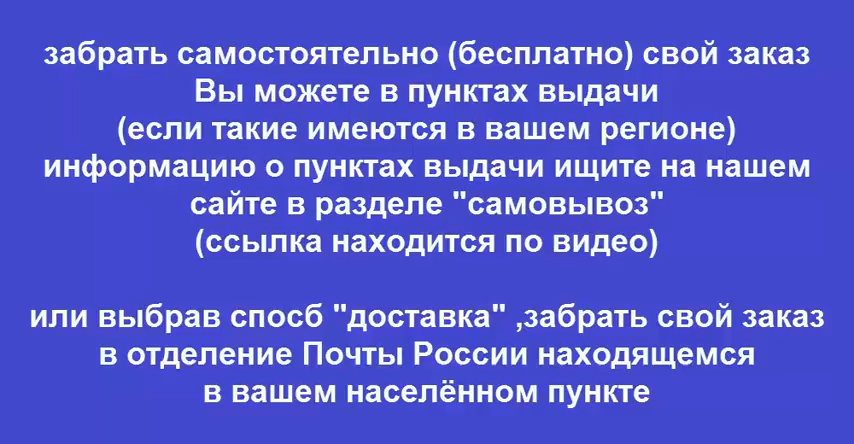 забрать самостоятельно (бесплатно) свой заказ
Вы можете в пунктах выдачи
(если такие имеются в вашем регионе)
информацию о пунктах выдачи ищите на нашем
сайте в разделе "самовывоз"
(ссылка находится по видео)
или выбрав спосб "доставка" ,забрать свой заказ
в отделение Почты России находящемся
в вашем населённом пункте